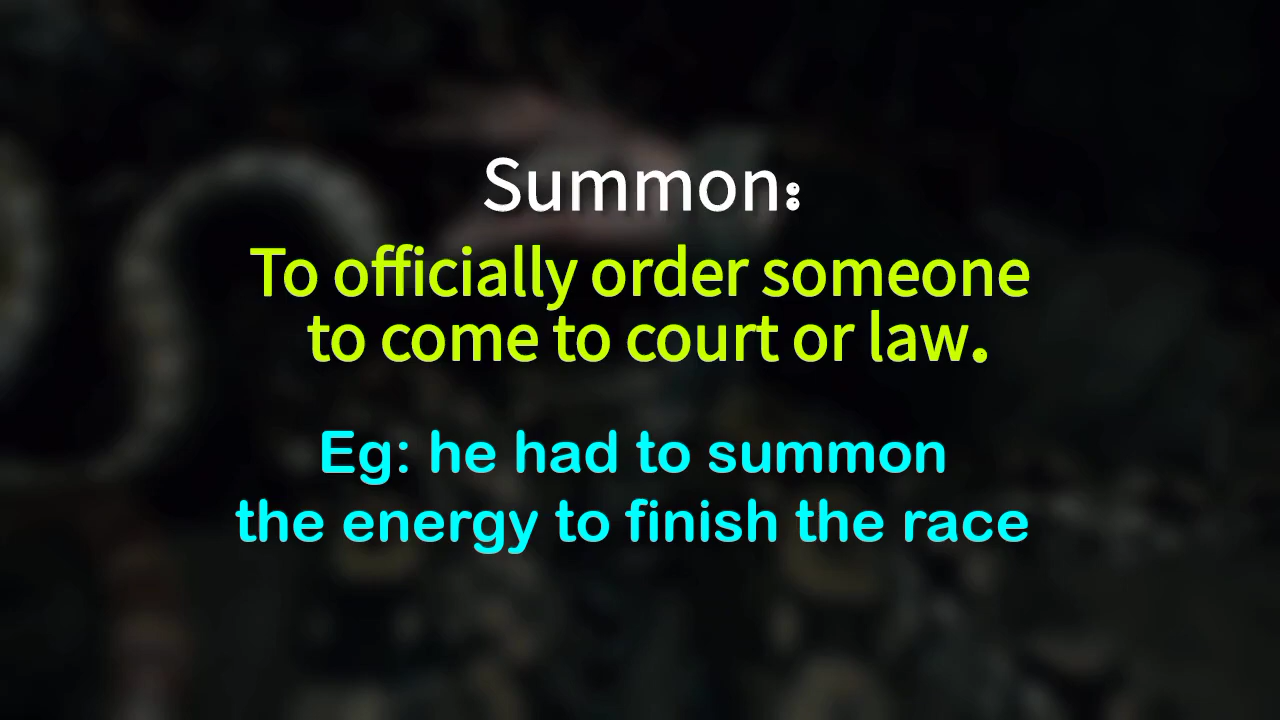 Summon:
To officially order someone
to come to court or law.
Eg: he had to summon
the energy to finish the race